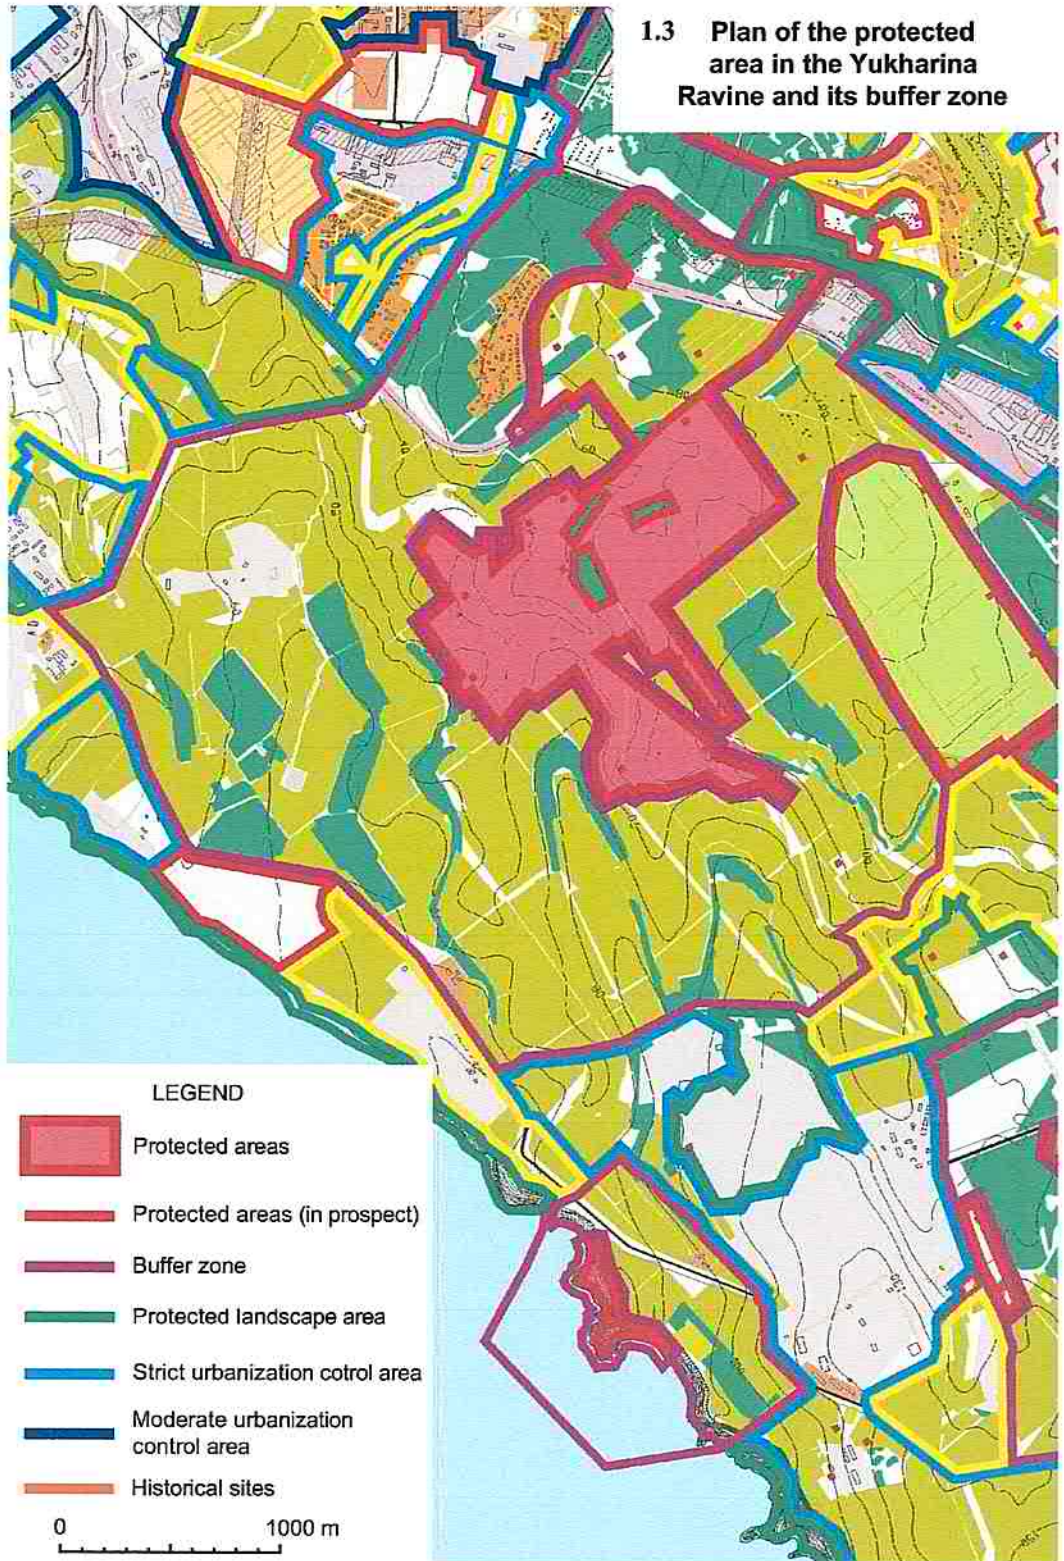 1.3 Plan of the protected
area in the Yukharina
Ravine and its buffer zone
LEGEND
Protected areas
Protected areas (in prospect)
Buffer zone
Protected landscape area
Strict urbanization cotrol area
Moderate urbanization
control area
Historical sites
0 1000 m